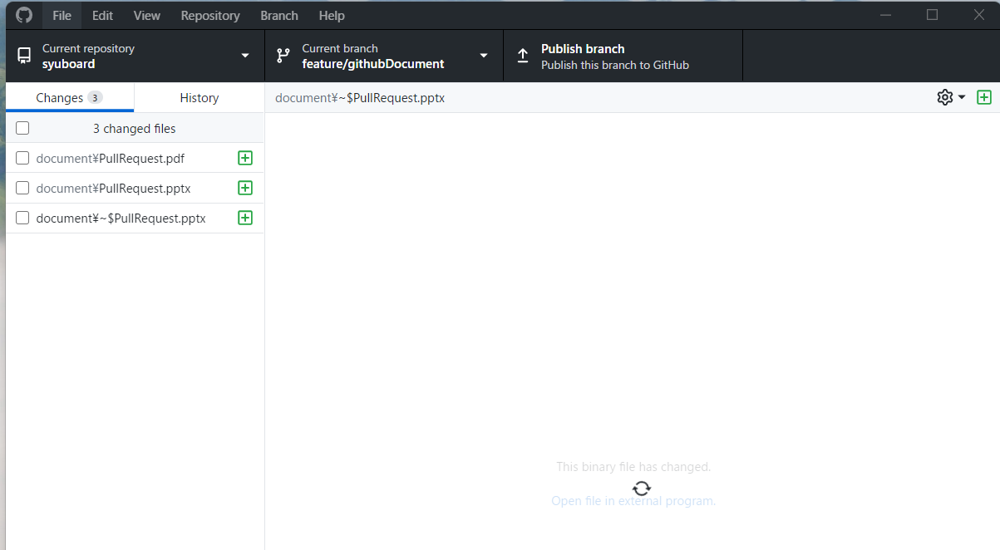 File Edit View Repository Branch Help
Current repository
syuboard
Current branch
feature/githubDocument
Publish branch
Publish this branch to GitHub
Changes 3
History
document¥~$PullRequest.pptx
3 changed files
document¥PullRequest.pdf
document¥PullRequest.pptx
document¥~$PullRequest.pptx
This binary file has changed.
Open file in external program.